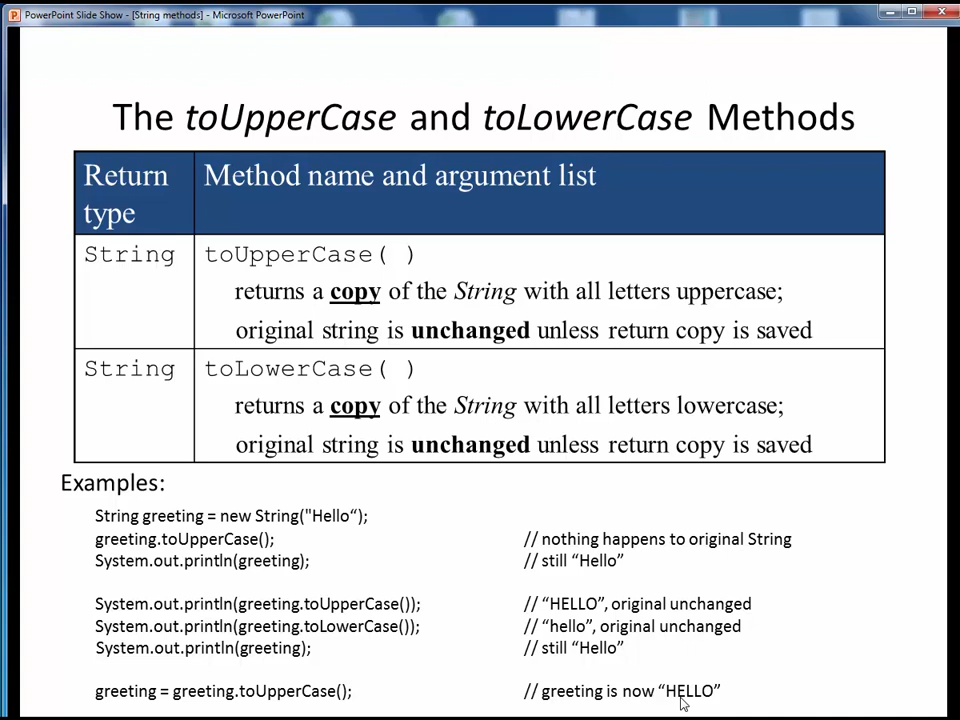 PowerPoint Slide Show - [String methods] - Microsoft PowerPoint
The toUpperCase and toLowerCase Methods
Return type
Method name and argument list
String
toUpperCase( )
returns a copy of the String with all letters uppercase;
original string is unchanged unless return copy is saved
String
toLowerCase( )
returns a copy of the String with all letters lowercase;
original string is unchanged unless return copy is saved
Examples:
String greeting = new String("Hello“);
greeting.toUpperCase(); // nothing happens to original String
System.out.println(greeting); // still “Hello”
System.out.println(greeting.toUpperCase()); // “HELLO”, original unchanged
System.out.println(greeting.toLowerCase()); // “hello”, original unchanged
System.out.println(greeting); // still “Hello”
greeting = greeting.toUpperCase(); // greeting is now “HELLO”